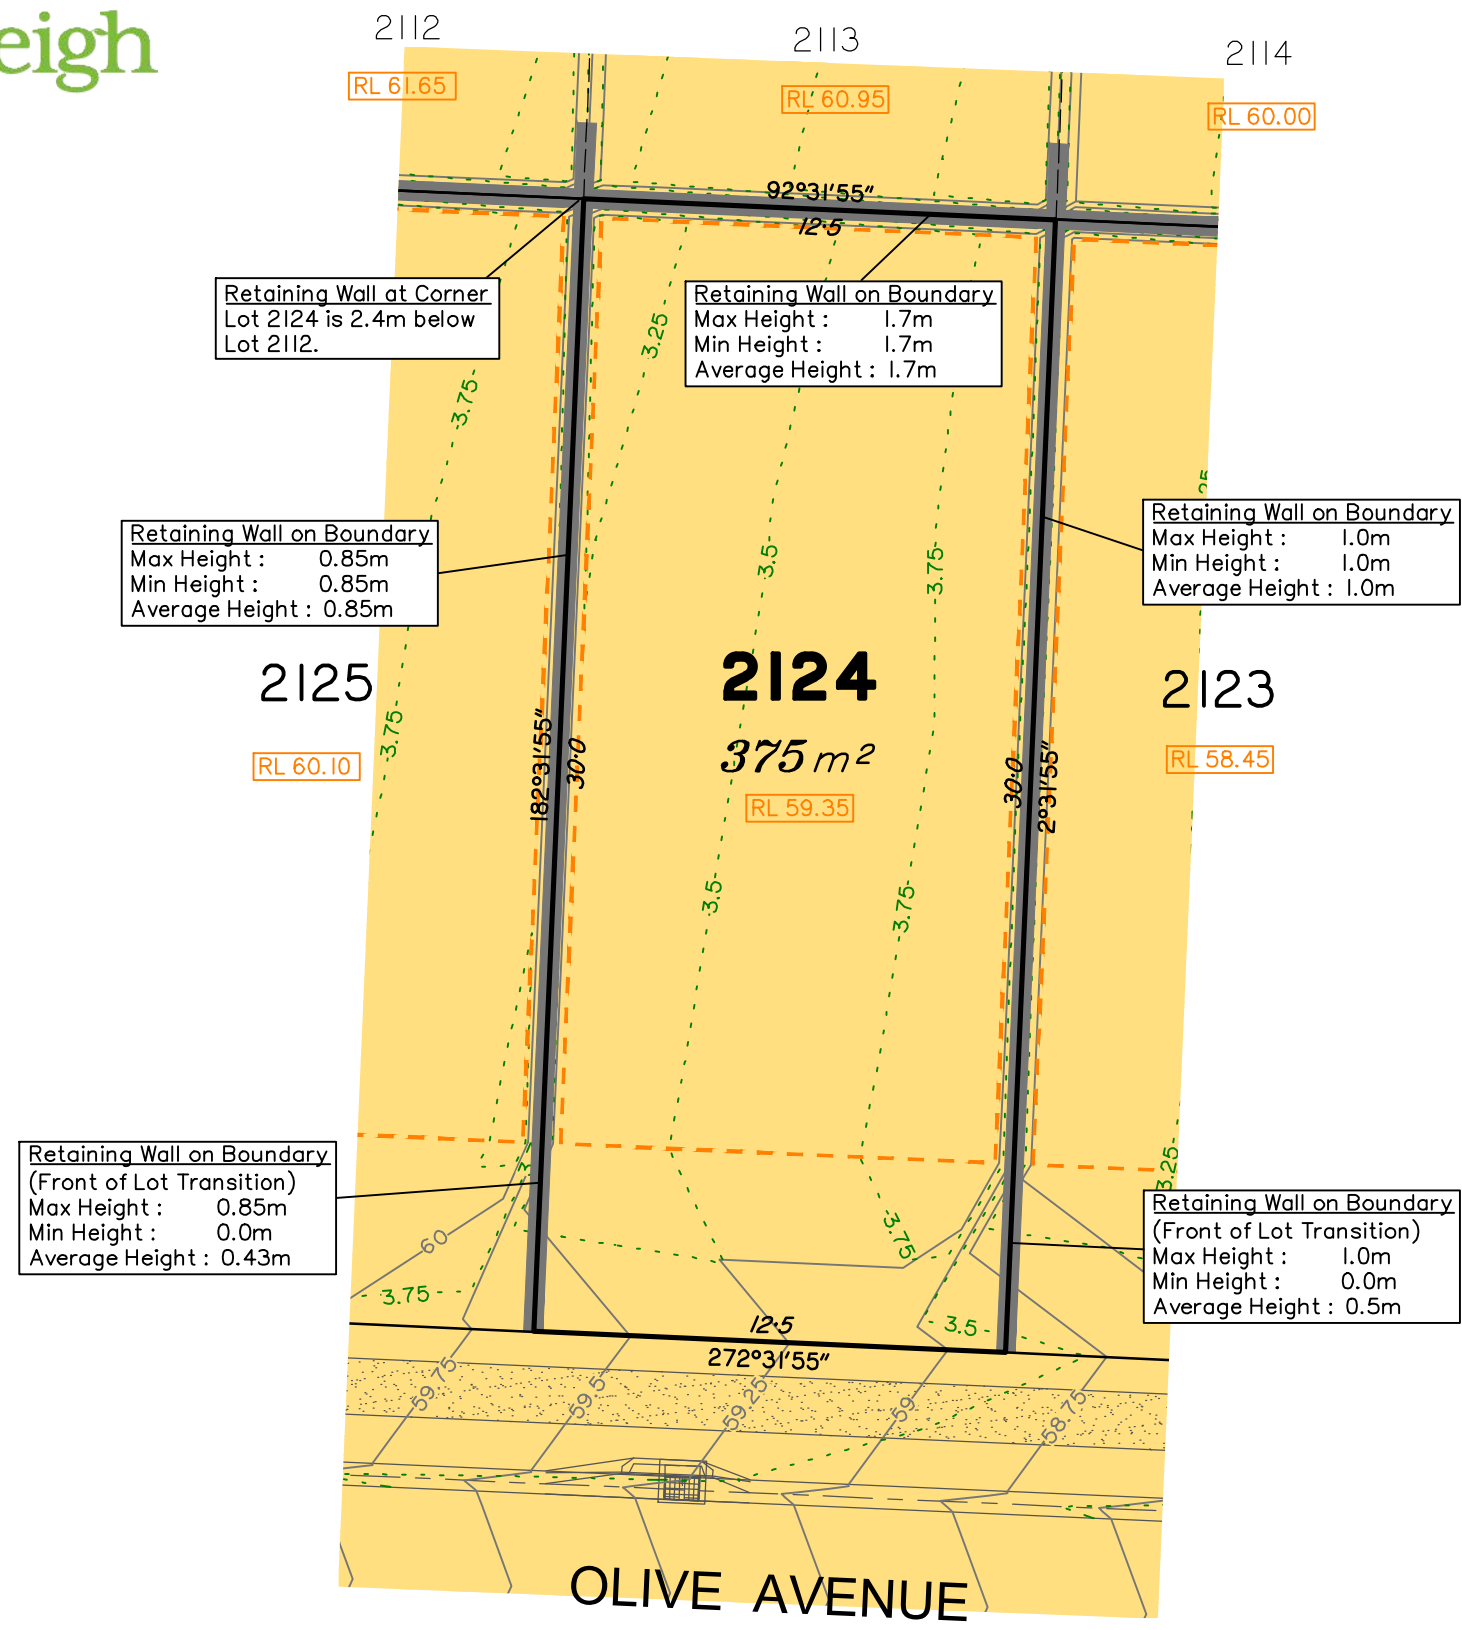 eigh
2112
2113
2114
RL 61.65
RL 60.95
RL 60.00
92°31'55"
12·5
Retaining Wall at Corner
Lot 2124 is 2.4m below
Lot 2112.
Retaining Wall on Boundary
Max Height : 1.7m
Min Height : 1.7m
Average Height : 1.7m
3.25
3.75
25
Retaining Wall on Boundary
Max Height : 0.85m
Min Height : 0.85m
Average Height : 0.85m
3.5
3.75
Retaining Wall on Boundary
Max Height : 1.0m
Min Height : 1.0m
Average Height : 1.0m
2125
2124
2123
375 m²
RL 60.10
RL 59.35
RL 58.45
3.75
182°31'55"
30·0
30·0
2°31'55"
3.5
3.75
Retaining Wall on Boundary
(Front of Lot Transition)
Max Height : 0.85m
Min Height : 0.0m
Average Height : 0.43m
3
3.25
60
3.75
Retaining Wall on Boundary
(Front of Lot Transition)
Max Height : 1.0m
Min Height : 0.0m
Average Height : 0.5m
3.75
3.5
12·5
272°31'55"
59.75
59.5
59.25
59
58.75
OLIVE AVENUE